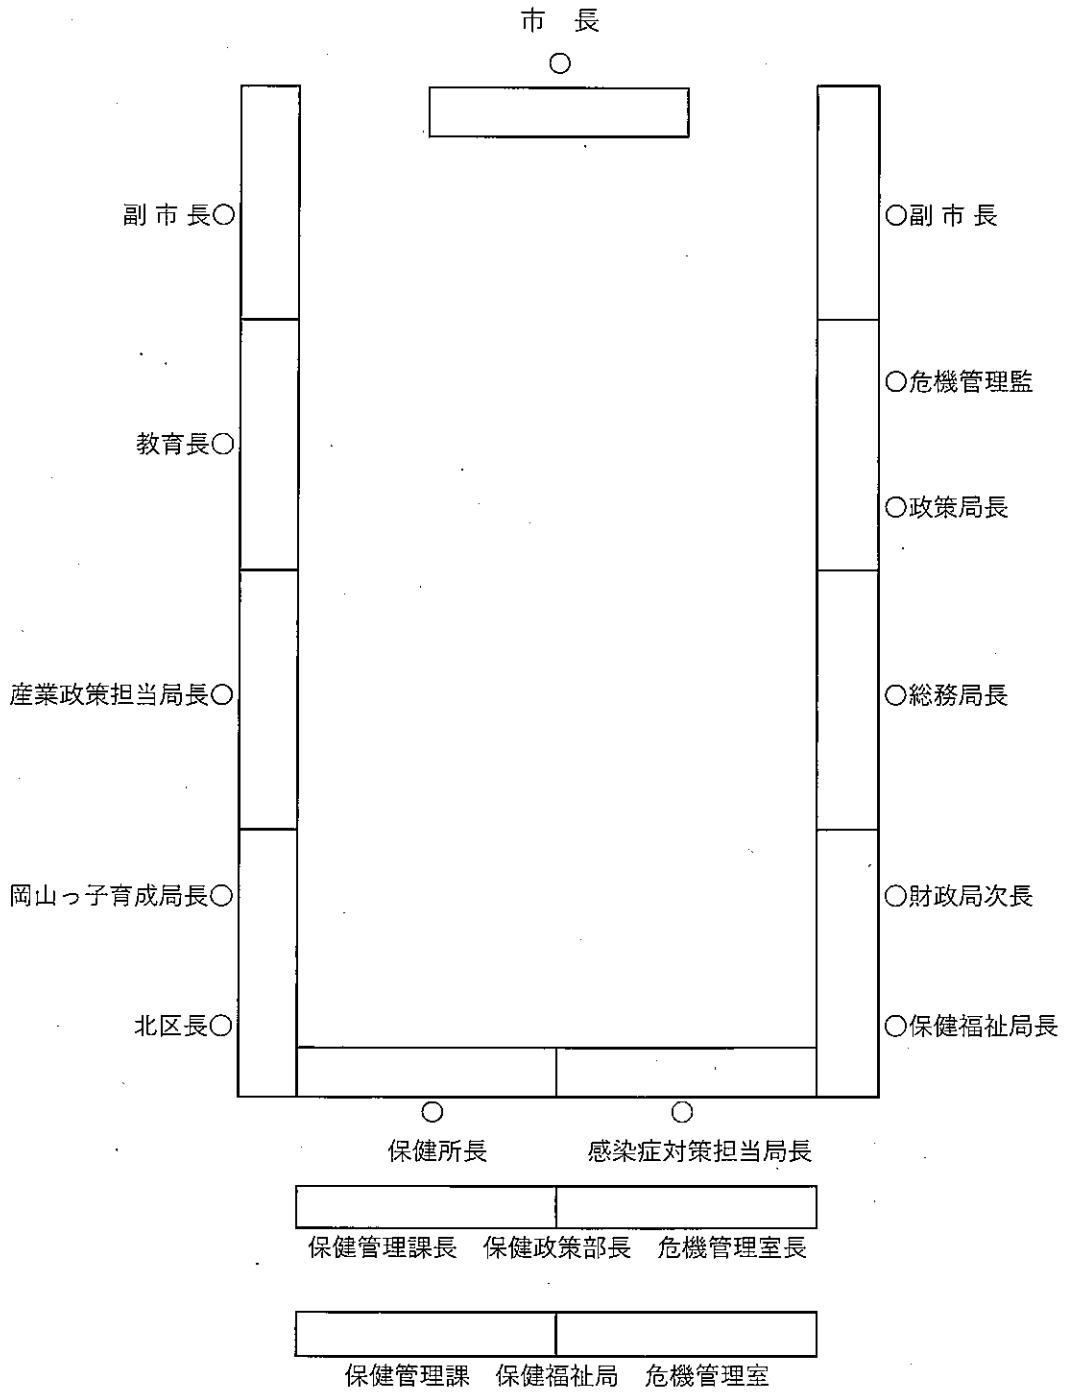 市 長
○
副 市 長○ ○副 市 長
○危機管理監
教育長○
○政策局長
産業政策担当局長○ ○総務局長
岡山っ子育成局長○ ○財政局次長
北区長○ ○保健福祉局長
○ ○
保健所長 感染症対策担当局長
保健管理課長 保健政策部長 危機管理室長
保健管理課 保健福祉局 危機管理室